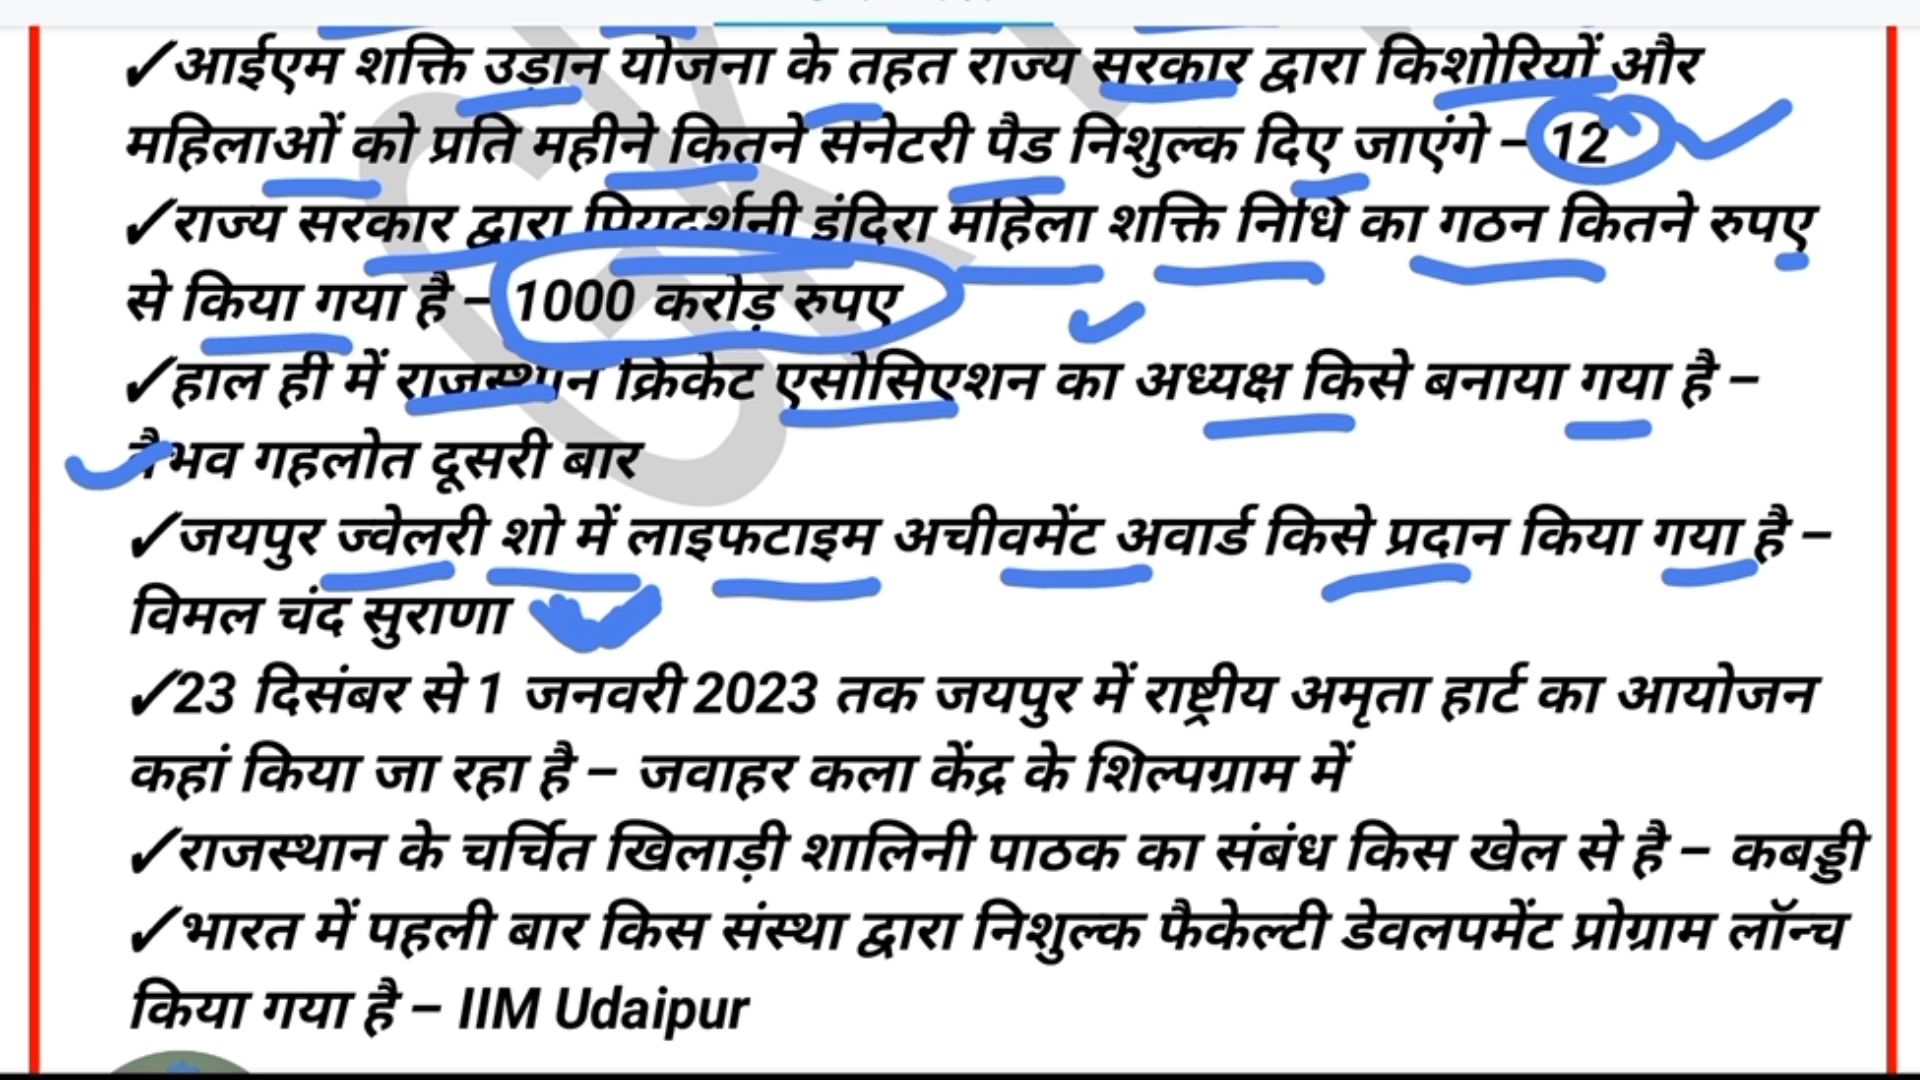 ✓आईएम शक्ति उड़ान योजना के तहत राज्य सरकार द्वारा किशोरियों और
महिलाओं को प्रति महीने कितने सेनेटरी पैड निशुल्क दिए जाएंगे – 12
✓राज्य सरकार द्वारा प्रियदर्शनी इंदिरा महिला शक्ति निधि का गठन कितने रुपए
से किया गया है – 1000 करोड़ रुपए
✓हाल ही में राजस्थान क्रिकेट एसोसिएशन का अध्यक्ष किसे बनाया गया है –
वैभव गहलोत दूसरी बार
✓जयपुर ज्वेलरी शो में लाइफटाइम अचीवमेंट अवार्ड किसे प्रदान किया गया है –
विमल चंद सुराणा
✓23 दिसंबर से 1 जनवरी 2023 तक जयपुर में राष्ट्रीय अमृता हार्ट का आयोजन
कहां किया जा रहा है – जवाहर कला केंद्र के शिल्पग्राम में
✓राजस्थान के चर्चित खिलाड़ी शालिनी पाठक का संबंध किस खेल से है – कबड्डी
✓भारत में पहली बार किस संस्था द्वारा निशुल्क फैकेल्टी डेवलपमेंट प्रोग्राम लॉन्च
किया गया है – IIM Udaipur